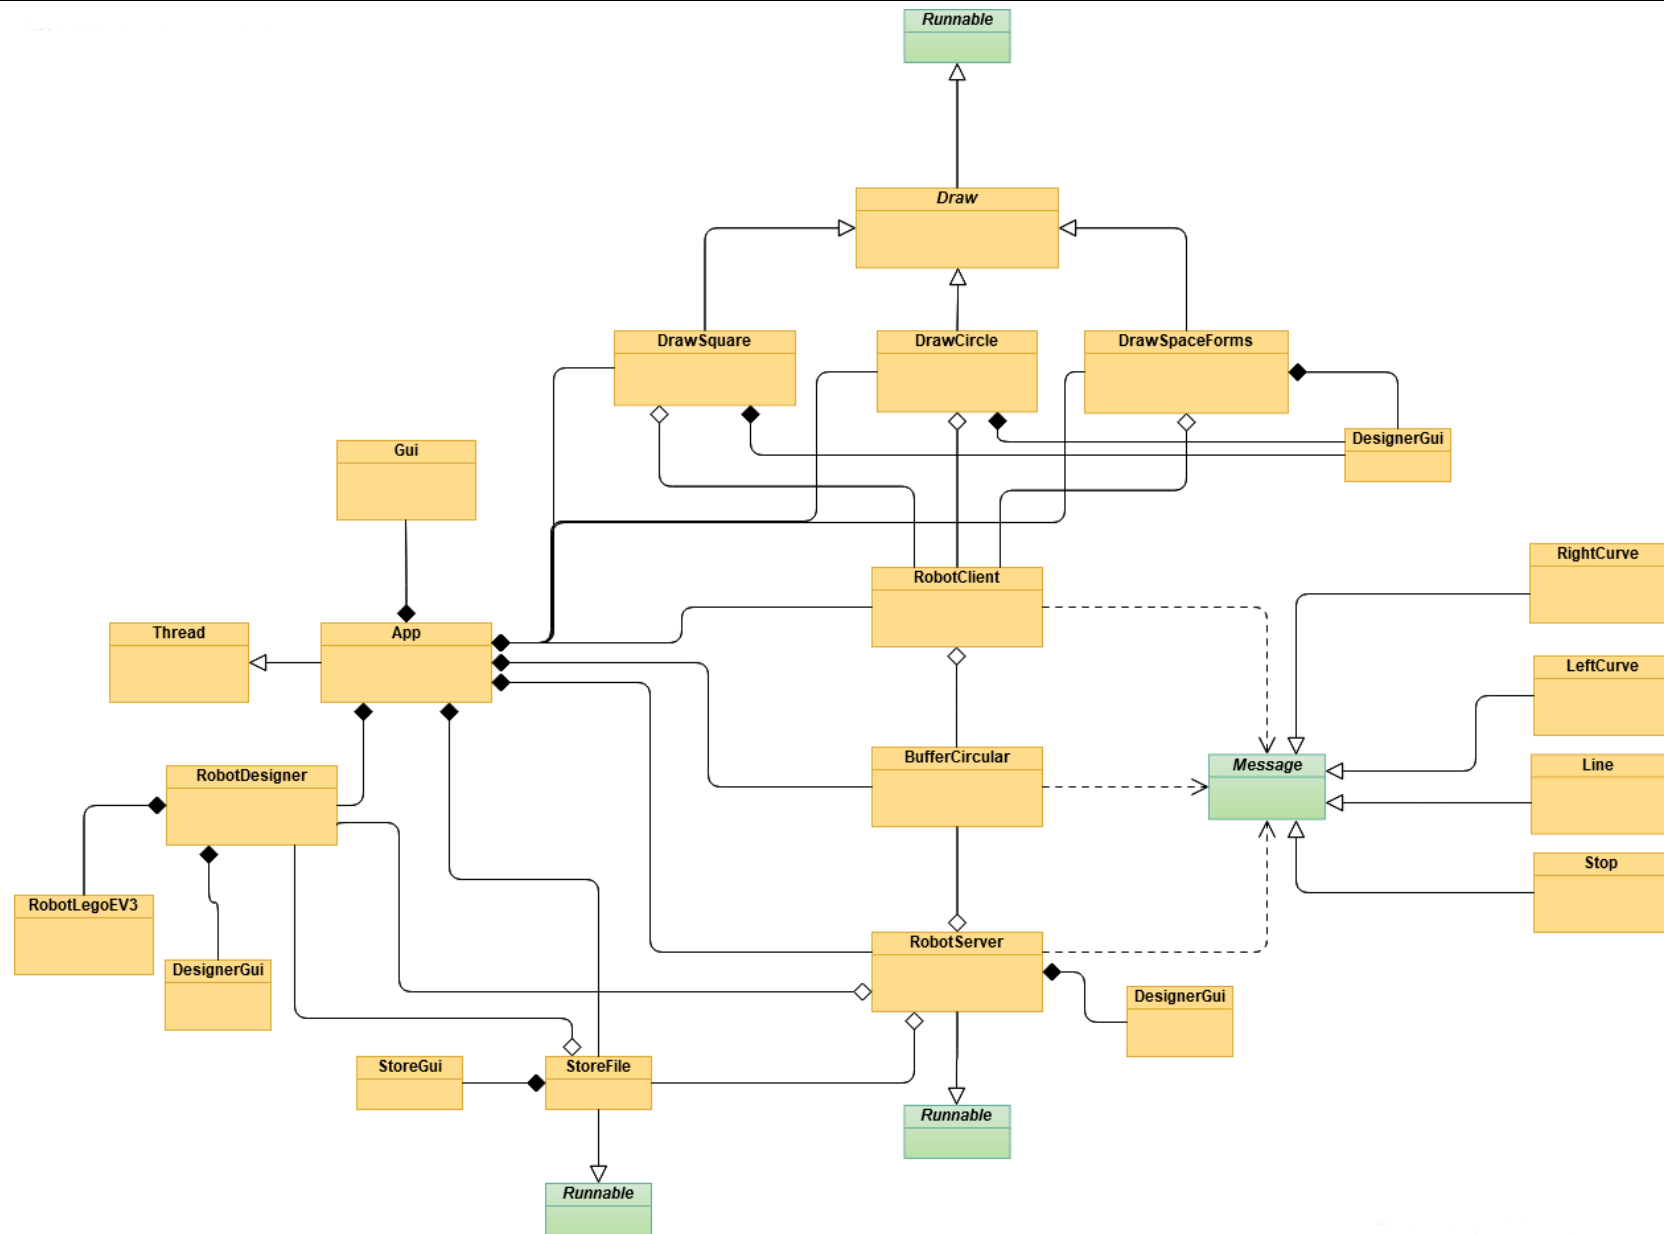 Runnable
Draw
DrawSquare
DrawCircle
DrawSpaceForms
DesignerGui
Gui
RightCurve
RobotClient
Thread
App
LeftCurve
BufferCircular
Message
Line
RobotDesigner
Stop
RobotLegoEV3
RobotServer
DesignerGui
DesignerGui
StoreGui
StoreFile
Runnable
Runnable